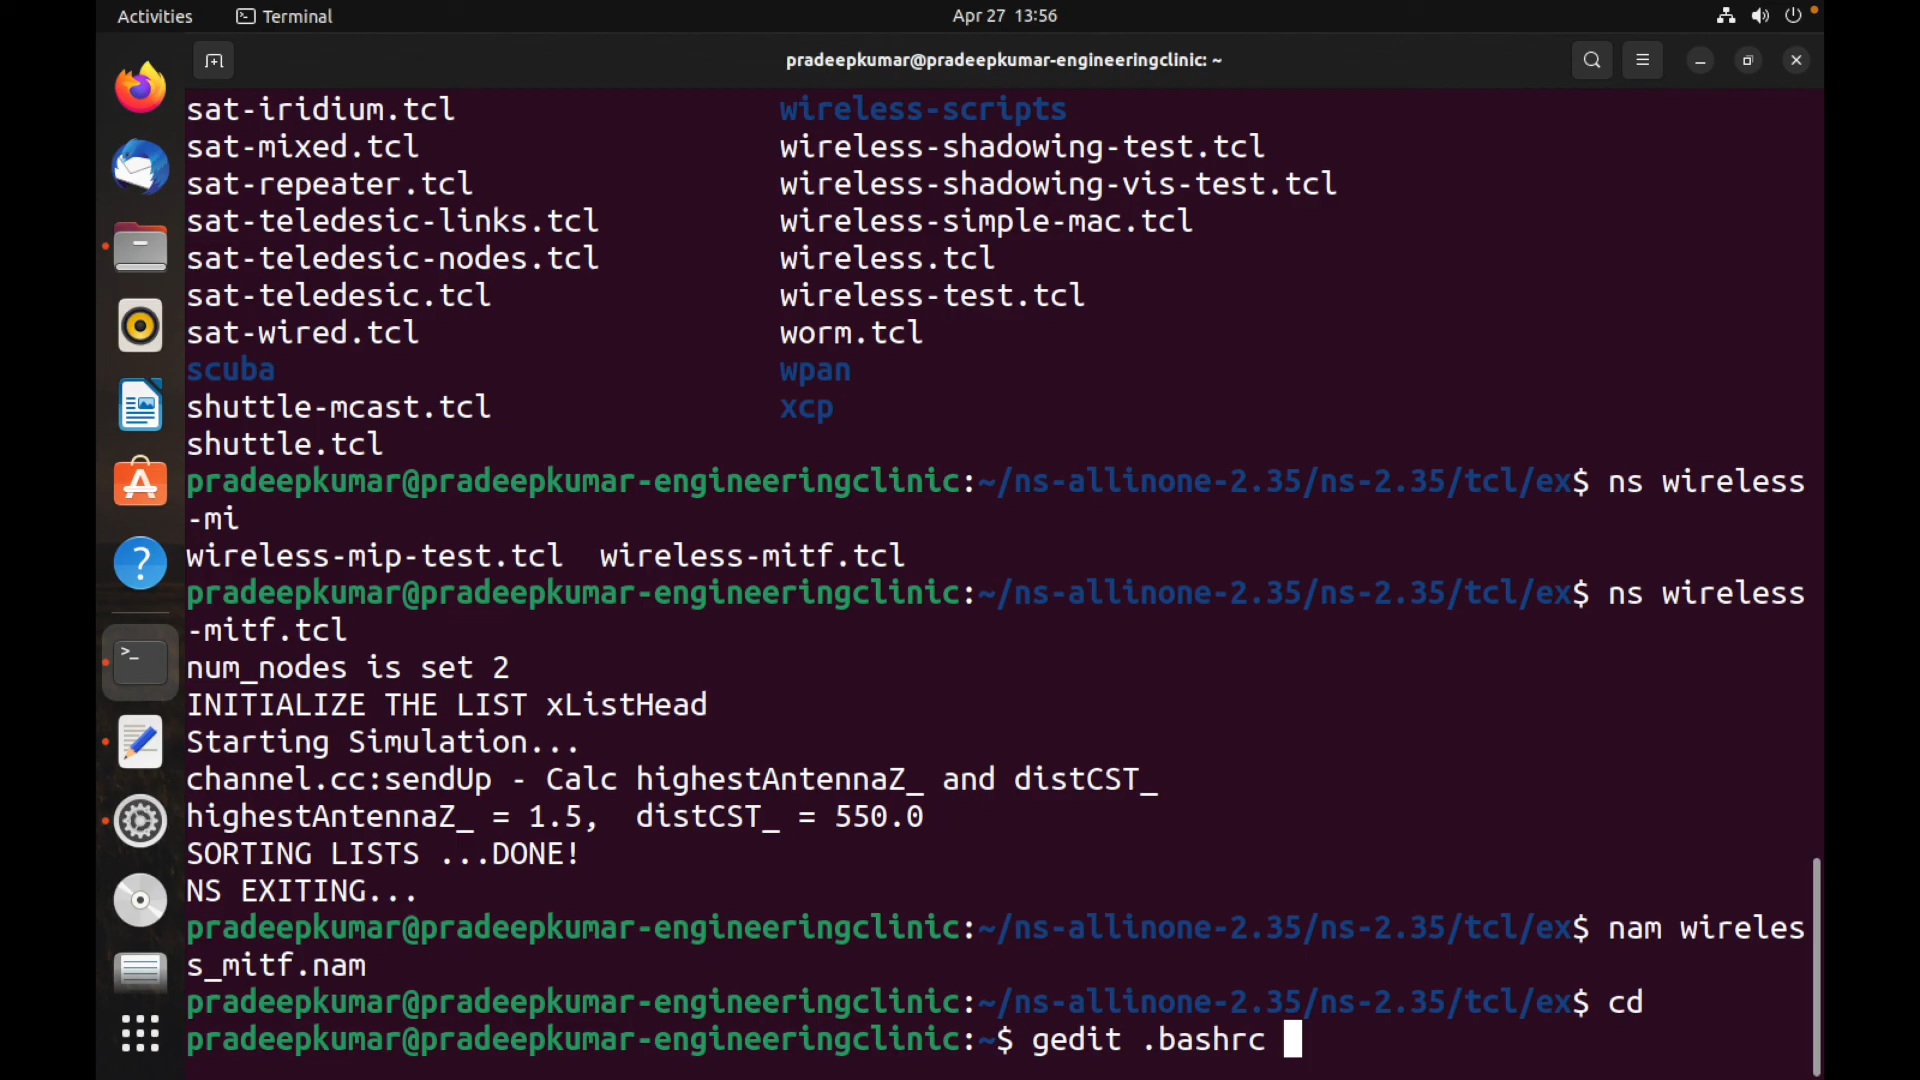 Activities Terminal Apr 27 13:56
pradeepkumar@pradeepkumar-engineeringclinic: ~
sat-iridium.tcl wireless-scripts
sat-mixed.tcl wireless-shadowing-test.tcl
sat-repeater.tcl wireless-shadowing-vis-test.tcl
sat-teledesic-links.tcl wireless-simple-mac.tcl
sat-teledesic-nodes.tcl wireless.tcl
sat-teledesic.tcl wireless-test.tcl
sat-wired.tcl worm.tcl
scuba wpan
shuttle-mcast.tcl xcp
shuttle.tcl
pradeepkumar@pradeepkumar-engineeringclinic:~/ns-allinone-2.35/ns-2.35/tcl/ex$ ns wireless
-mi
wireless-mip-test.tcl wireless-mitf.tcl
pradeepkumar@pradeepkumar-engineeringclinic:~/ns-allinone-2.35/ns-2.35/tcl/ex$ ns wireless
-mitf.tcl
num_nodes is set 2
INITIALIZE THE LIST xListHead
Starting Simulation...
channel.cc:sendUp - Calc highestAntennaZ_ and distCST_
highestAntennaZ_ = 1.5, distCST_ = 550.0
SORTING LISTS ...DONE!
NS EXITING...
pradeepkumar@pradeepkumar-engineeringclinic:~/ns-allinone-2.35/ns-2.35/tcl/ex$ nam wireles
s_mitf.nam
pradeepkumar@pradeepkumar-engineeringclinic:~/ns-allinone-2.35/ns-2.35/tcl/ex$ cd
pradeepkumar@pradeepkumar-engineeringclinic:~$ gedit .bashrc